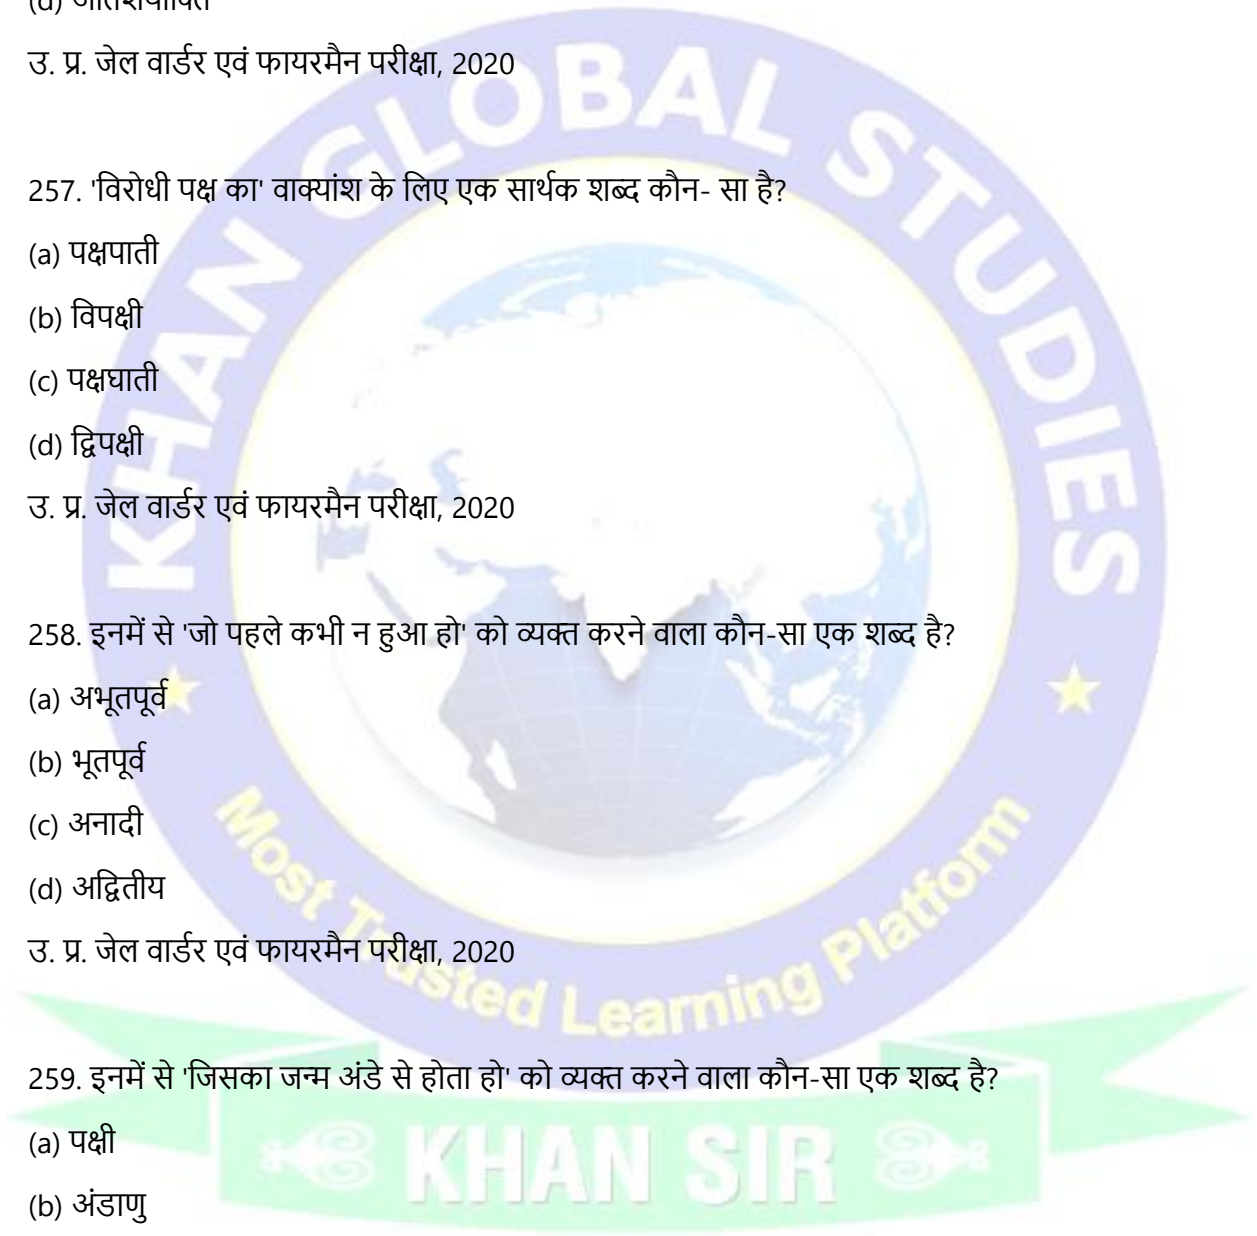 (d) अतिशयोक्ति
उ. प्र. जेल वार्डर एवं फायरमैन परीक्षा, 2020
257. 'विरोधी पक्ष का' वाक्यांश के लिए एक सार्थक शब्द कौन- सा है?
(a) पक्षपाती
(b) विपक्षी
(c) पक्षघाती
(d) द्विपक्षी
उ. प्र. जेल वार्डर एवं फायरमैन परीक्षा, 2020
258. इनमें से 'जो पहले कभी न हुआ हो' को व्यक्त करने वाला कौन-सा एक शब्द है?
(a) अभूतपूर्व
(b) भूतपूर्व
(c) अनादी
(d) अद्वितीय
उ. प्र. जेल वार्डर एवं फायरमैन परीक्षा, 2020
259. इनमें से 'जिसका जन्म अंडे से होता हो' को व्यक्त करने वाला कौन-सा एक शब्द है?
(a) पक्षी
(b) अंडाणु
KHAN GLOBAL STUDIES
Most Trusted Learning Platform
KHAN SIR